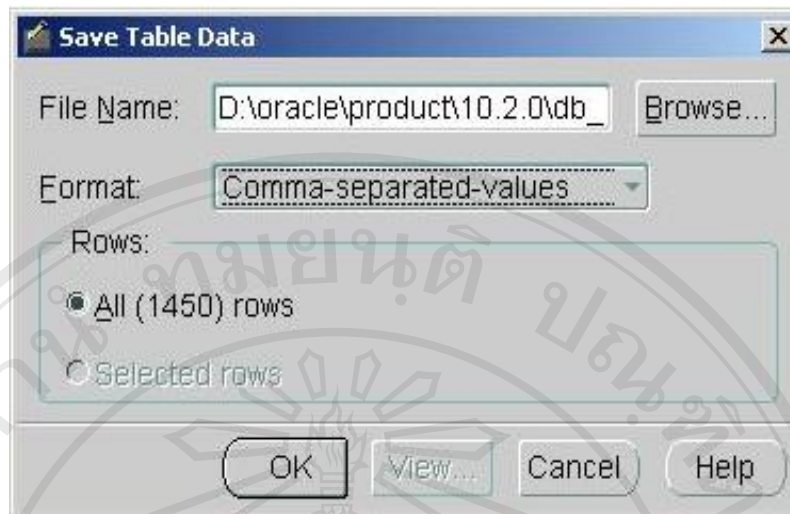 Save Table Data
File Name: D:\oracle\product\10.2.0\db_ Browse...
Format: Comma-separated-values
Rows:
All (1450) rows
Selected rows
OK View... Cancel Help